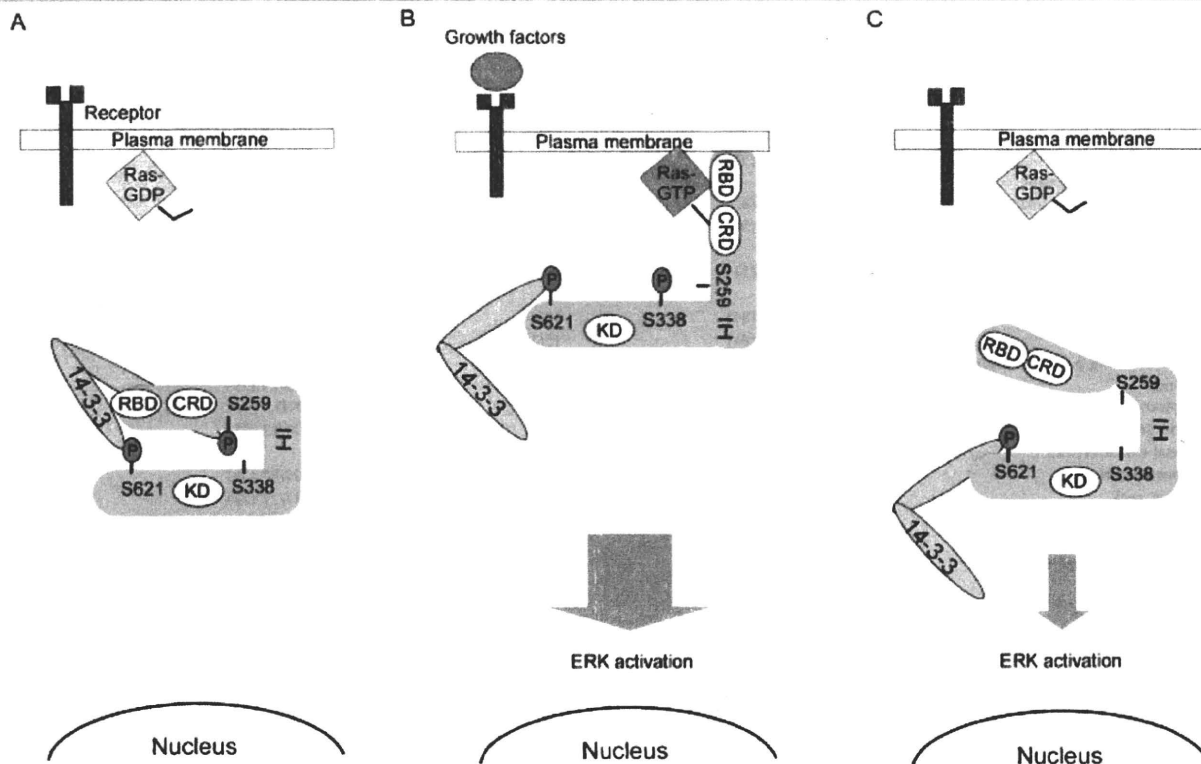 A
Receptor
Plasma membrane
Ras-
GDP
14-3-3
RBD
CRD
S259
P
P
IH
S621
KD
S338
Nucleus
B
Growth factors
Plasma membrane
Ras-
GTP
RBD
CRD
S259
IH
P
P
S621
KD
S338
14-3-3
ERK activation
Nucleus
C
Plasma membrane
Ras-
GDP
RBD
CRD
S259
P
IH
S621
KD
S338
14-3-3
ERK activation
Nucleus